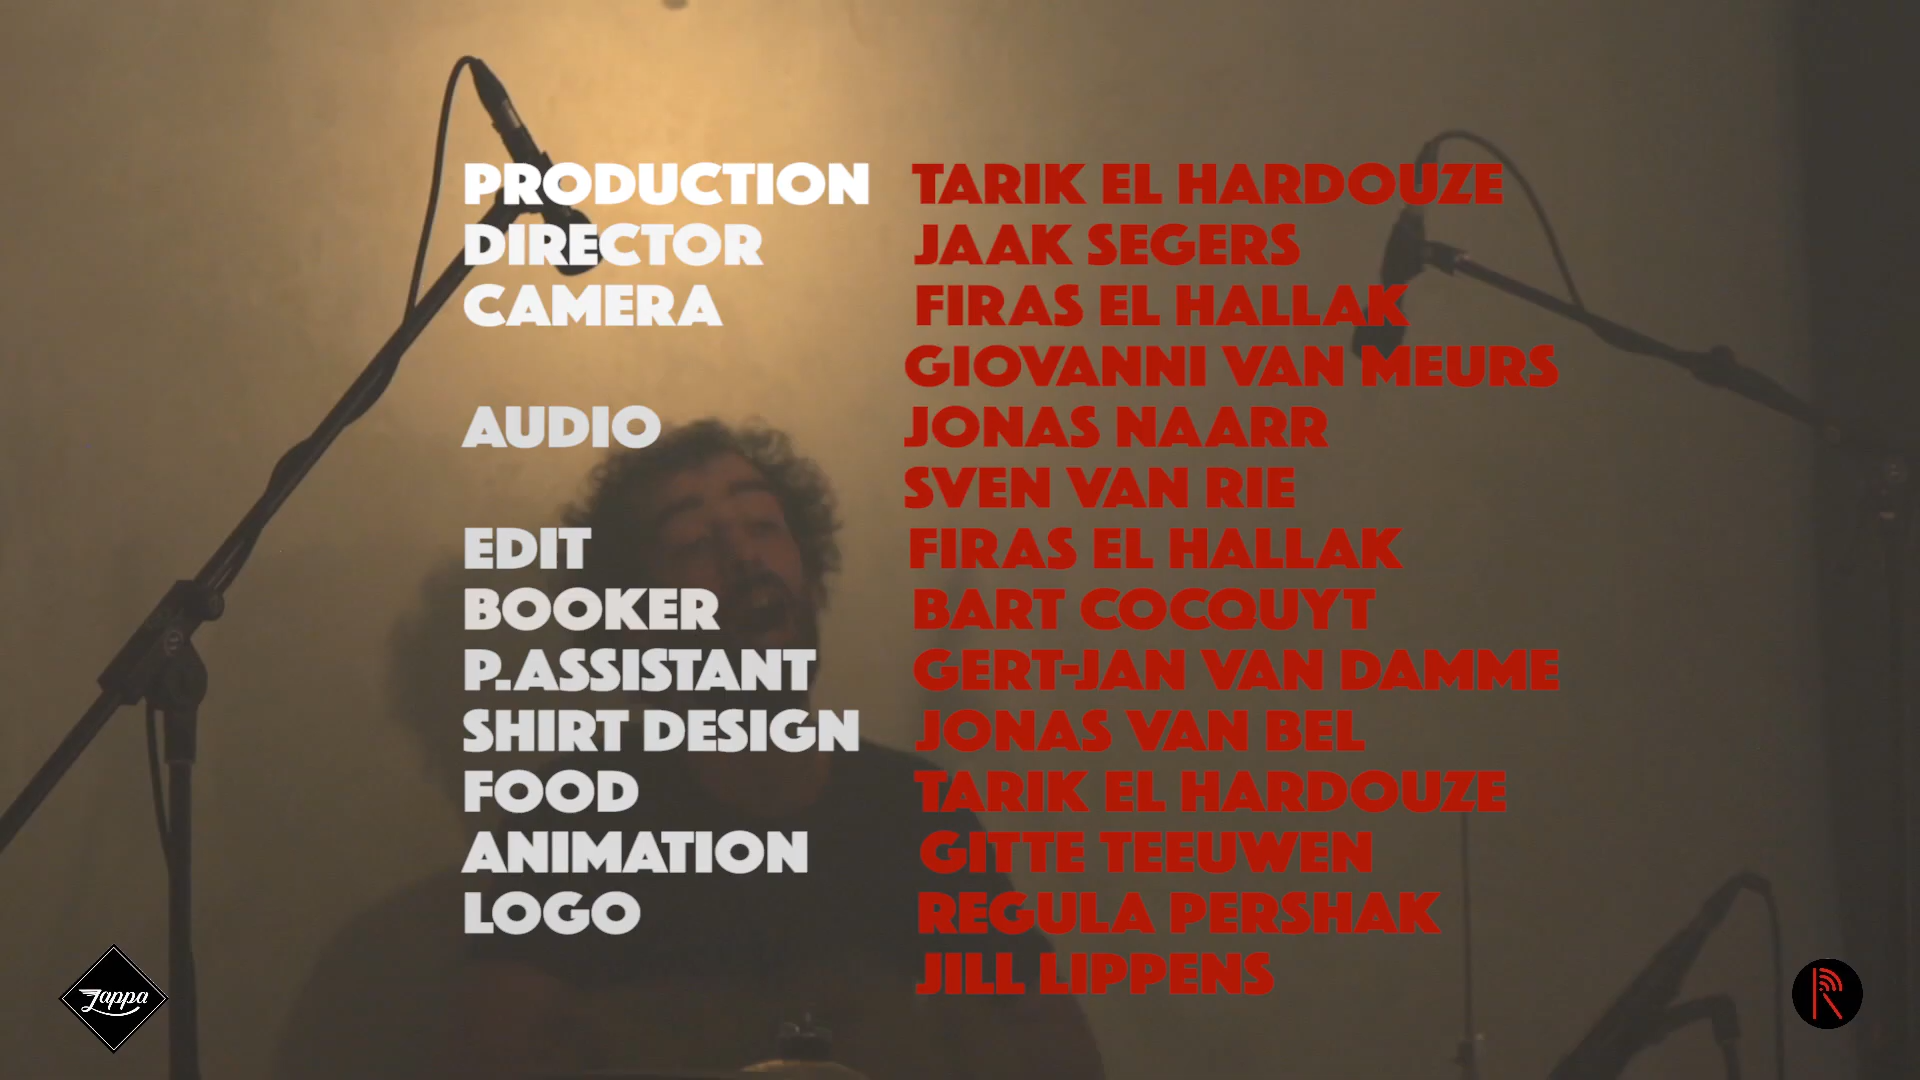 PRODUCTION TARIK EL HARDOUZE
DIRECTOR JAAK SEGERS
CAMERA FIRAS EL HALLAK
GIOVANNI VAN MEURS
AUDIO JONAS NAARR
SVEN VAN RIE
EDIT FIRAS EL HALLAK
BOOKER BART COCQUYT
P.ASSISTANT GERT-JAN VAN DAMME
SHIRT DESIGN JONAS VAN BEL
FOOD TARIK EL HARDOUZE
ANIMATION GITTE TEEUWEN
LOGO REGULA PERSHAK
JILL LIPPENS
Zappa
R